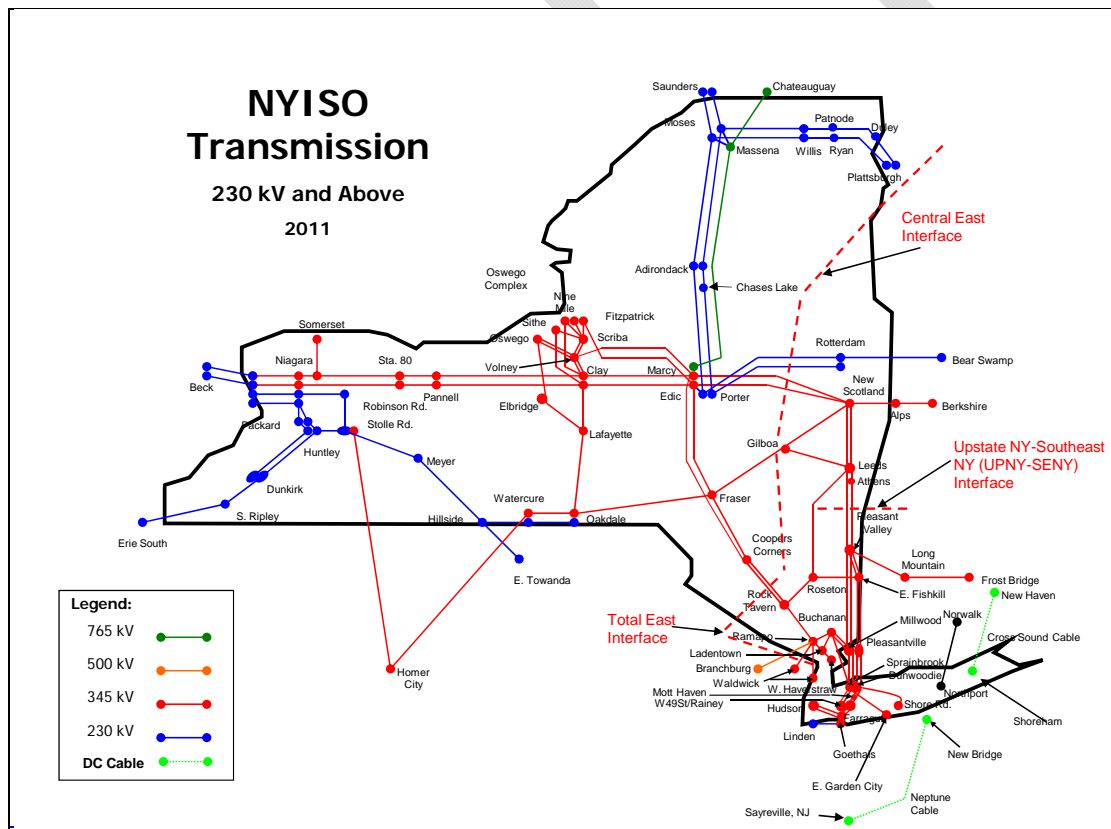 NYISO
Transmission
230 kV and Above
2011
Saunders
Chateauguay
Moses
Massena
Patnode
Duley
Willis
Ryan
Plattsburgh
Central East
Interface
Adirondack
Chases Lake
Oswego
Complex
Nine
Mile
Fitzpatrick
Sithe
Scriba
Oswego
Somerset
Volney
Rotterdam
Bear Swamp
Niagara
Sta. 80
Clay
Marcy
New
Scotland
Beck
Pannell
Elbridge
Edic
Porter
Alps
Berkshire
Packard
Robinson Rd.
Stolle Rd.
Lafayette
Huntley
Gilboa
Upstate NY-Southeast
NY (UPNY-SENY)
Interface
Meyer
Leeds
Athens
Dunkirk
Watercure
Fraser
S. Ripley
Hillside
Oakdale
Pleasant
Valley
Erie South
E. Towanda
Coopers
Corners
Long
Mountain
Roseton
E. Fishkill
Frost Bridge
New Haven
Rock
Tavern
Legend:
765 kV
500 kV
345 kV
230 kV
DC Cable
Total East
Interface
Buchanan
Millwood
Norwalk
Ramapo
Ladentown
Pleasantville
Cross Sound Cable
Branchburg
Sprainbrook
Dunwoodie
Homer
City
Waldwick
W. Haverstraw
Mott Haven
W49St/Rainey
Northport
Shore Rd.
Hudson
Farragut
Shoreham
Linden
Goethals
New Bridge
E. Garden City
Neptune
Cable
Sayreville, NJ